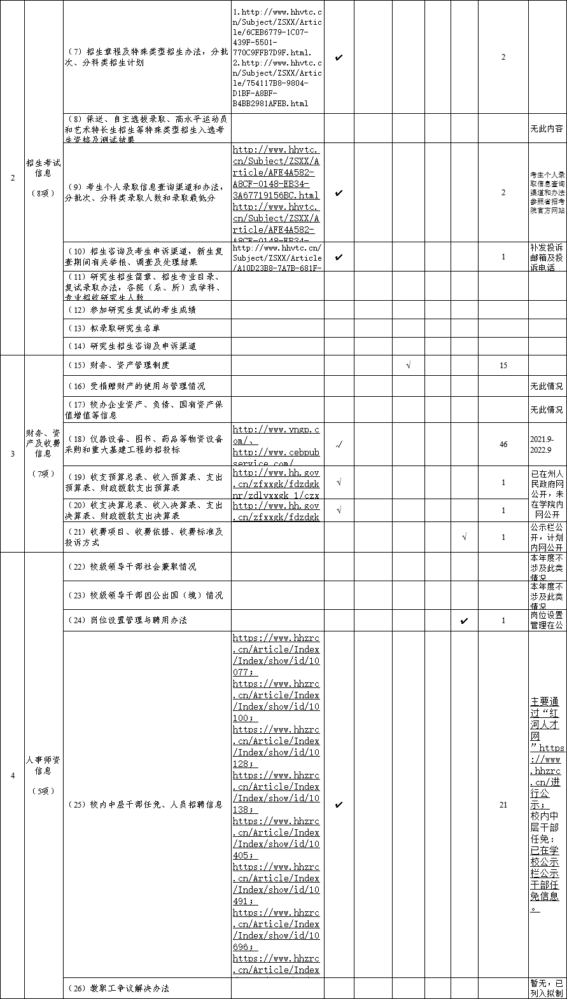 2
招生考试
信息
（8项）
（7）招生章程及特殊类型招生办法，分批
次、分科类招生计划
1.http://www.hhvtc.c
n/Subject/ZSXX/Artic
le/6CEB6779-1C07-
439F-5501-
770C9FFB7D9F.html.
2.http://www.hhvtc.c
n/Subject/ZSXX/Artic
le/754117B8-9804-
D1BF-A8BF-
B4BB2981AFEB.html
✔
2
（8）保送、自主选拔录取、高水平运动员
和艺术特长生招生等特殊类型招生入选考
生资格及测试结果
无此内容
（9）考生个人录取信息查询渠道和办法，
分批次、分科类录取人数和录取最低分
http://www.hhvtc.
cn/Subject/ZSXX/A
rticle/AFE4A582-
A8CF-0148-EB34-
3A67719156BC.html
http://www.hhvtc.
cn/Subject/ZSXX/A
rticle/AFE4A582-
A8CF-0148-EB34-
✔
2
考生个人录
取信息查询
渠道和办法
参照省招考
院官方网站
（10）招生咨询及考生申诉渠道，新生复
查期间有关举报、调查及处理结果
http://www.hhvtc.cn/
Subject/ZSXX/Article
/A10D23B8-7A7B-681F-
✔
1
补发投诉
邮箱及投
诉电话
（11）研究生招生简章、招生专业目录、
复试录取办法，各院（系、所）或学科、
专业招收研究生人数
（12）参加研究生复试的考生成绩
（13）拟录取研究生名单
（14）研究生招生咨询及申诉渠道
3
财务、资
产及收费
信息
（7项）
（15）财务、资产管理制度
√
15
（16）受捐赠财产的使用与管理情况
无此情况
（17）校办企业资产、负债、国有资产保
值增值等信息
无此情况
（18）仪器设备、图书、药品等物资设备
采购和重大基建工程的招投标
http://www.yngp.c
om/、
http://www.cebpub
service.com/
√
46
2021.9-
2022.9
（19）收支预算总表、收入预算表、支出
预算表、财政拨款支出预算表
http://www.hh.gov
.cn/zfxxgk/fdzdgk
nr/zdlyxxgk_1/czx
√
1
已在州人
民政府网
公开，未
在学院内
网公开
（20）收支决算总表、收入决算表、支出
决算表、财政拨款支出决算表
http://www.hh.gov
.cn/zfxxgk/fdzdgk
√
1
（21）收费项目、收费依据、收费标准及
投诉方式
√
1
公示栏公
开，计划
内网公开
4
人事师资
信息
（5项）
（22）校级领导干部社会兼职情况
本年度不
涉及此类
情况
（23）校级领导干部因公出国（境）情况
本年度不
涉及此类
情况
（24）岗位设置管理与聘用办法
✔
1
岗位设置
管理在公
（25）校内中层干部任免、人员招聘信息
https://www.hhzrc
.cn/Article/Index
/Index/show/id/10
077；
https://www.hhzrc
.cn/Article/Index
/Index/show/id/10
100；
https://www.hhzrc
.cn/Article/Index
/Index/show/id/10
128；
https://www.hhzrc
.cn/Article/Index
/Index/show/id/10
138；
https://www.hhzrc
.cn/Article/Index
/Index/show/id/10
405；
https://www.hhzrc
.cn/Article/Index
/Index/show/id/10
491；
https://www.hhzrc
.cn/Article/Index
/Index/show/id/10
696；
https://www.hhzrc
.cn/Article/Index
✔
21
主要通
过“红
河人才
网
”https
://www
.hhzrc
.cn/进
行公
示；
校内中
层干部
任免：
已在学
校公示
栏公示
干部任
免信息
。
（26）教职工争议解决办法
暂无，已
列入拟制